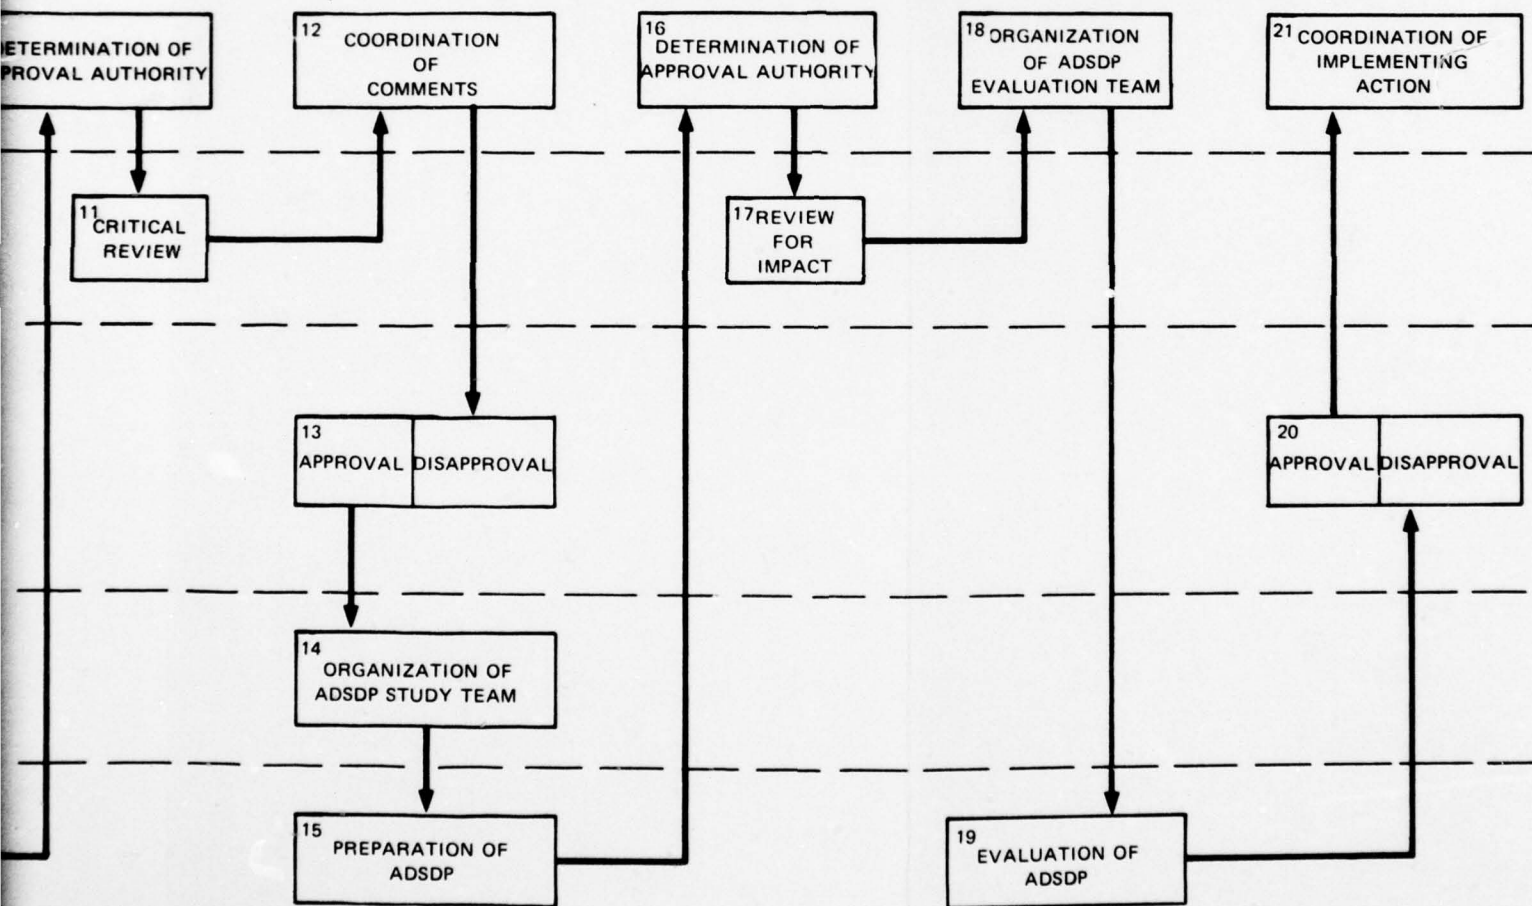 ETERMINATION OF
PROVAL AUTHORITY
12
COORDINATION
OF
COMMENTS
16
DETERMINATION OF
APPROVAL AUTHORITY
18
ORGANIZATION
OF ADSDP
EVALUATION TEAM
21
COORDINATION OF
IMPLEMENTING
ACTION
11
CRITICAL
REVIEW
17
REVIEW
FOR
IMPACT
13
APPROVAL
DISAPPROVAL
20
APPROVAL
DISAPPROVAL
14
ORGANIZATION OF
ADSDP STUDY TEAM
15
PREPARATION OF
ADSDP
19
EVALUATION OF
ADSDP